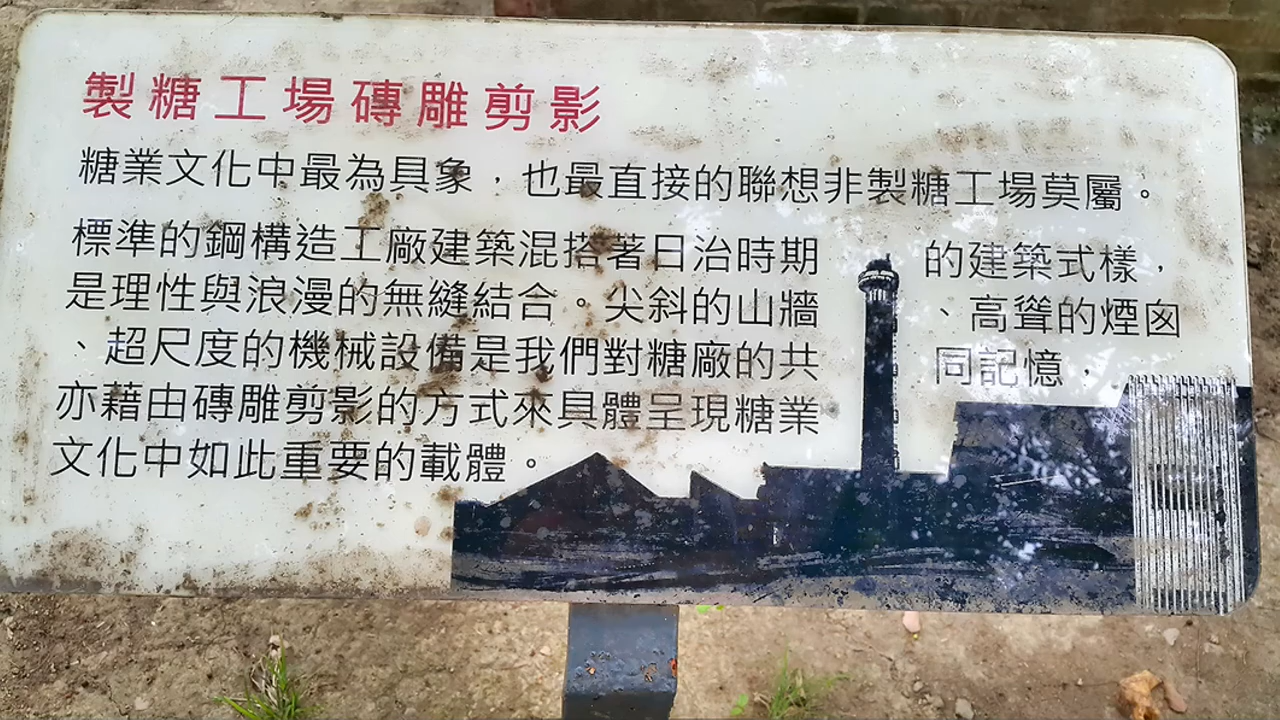 製糖工場磚雕剪影
糖業文化中最為具象，也最直接的聯想非製糖工場莫屬。
標準的鋼構造工廠建築混搭著日治時期的建築式樣，
是理性與浪漫的無縫結合。尖斜的山牆、高聳的煙囪
、超尺度的機械設備是我們對糖廠的共同記憶，
亦藉由磚雕剪影的方式來具體呈現糖業
文化中如此重要的載體。